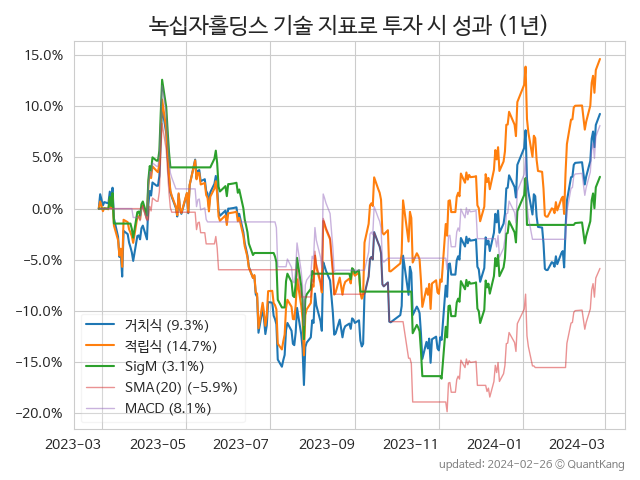 녹십자홀딩스 기술 지표로 투자 시 성과 (1년)
15.0%
10.0%
5.0%
0.0%
−5.0%
−10.0%
−15.0%
−20.0%
거치식 (9.3%)
적립식 (14.7%)
SigM (3.1%)
SMA(20) (−5.9%)
MACD (8.1%)
2023-03 2023-05 2023-07 2023-09 2023-11 2024-01 2024-03
updated: 2024-02-26 © QuantKang